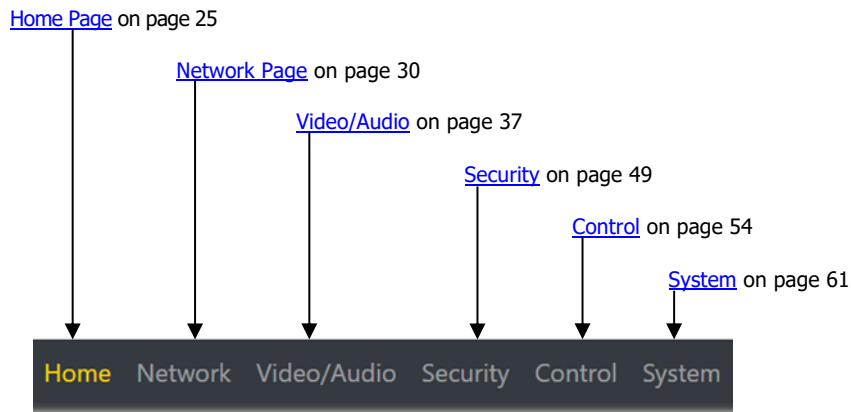 Home Page on page 25
Network Page on page 30
Video/Audio on page 37
Security on page 49
Control on page 54
System on page 61
Home Network Video/Audio Security Control System